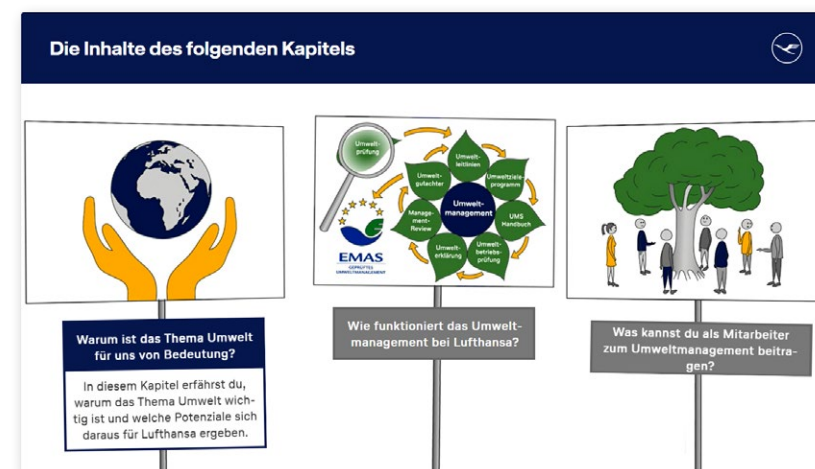 Die Inhalte des folgenden Kapitels
Umwelt-
prüfung
Umwelt-
leitlinien
Umweltziele-
programm
UMS
Handbuch
Umwelt-
betriebs-
prüfung
Umwelt-
erklärung
Manage-
ment-
Review
Umwelt-
gutachter
Umwelt-
management
EMAS
GEPRÜFTES
UMWELTMANAGEMENT
Warum ist das Thema Umwelt
für uns von Bedeutung?
In diesem Kapitel erfährst du,
warum das Thema Umwelt wich-
tig ist und welche Potenziale sich
daraus für Lufthansa ergeben.
Wie funktioniert das Umwelt-
management bei Lufthansa?
Was kannst du als Mitarbeiter
zum Umweltmanagement beitra-
gen?